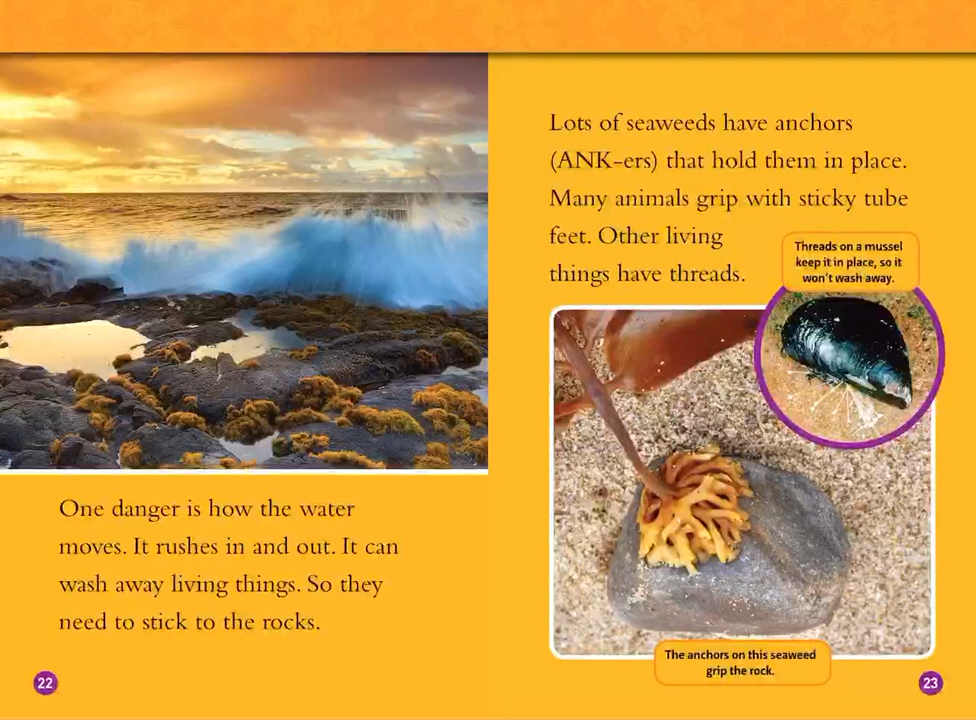 One danger is how the water
moves. It rushes in and out. It can
wash away living things. So they
need to stick to the rocks.
22
Lots of seaweeds have anchors
(ANK-ers) that hold them in place.
Many animals grip with sticky tube
feet. Other living
things have threads.
Threads on a mussel
keep it in place, so it
won't wash away.
The anchors on this seaweed
grip the rock.
23